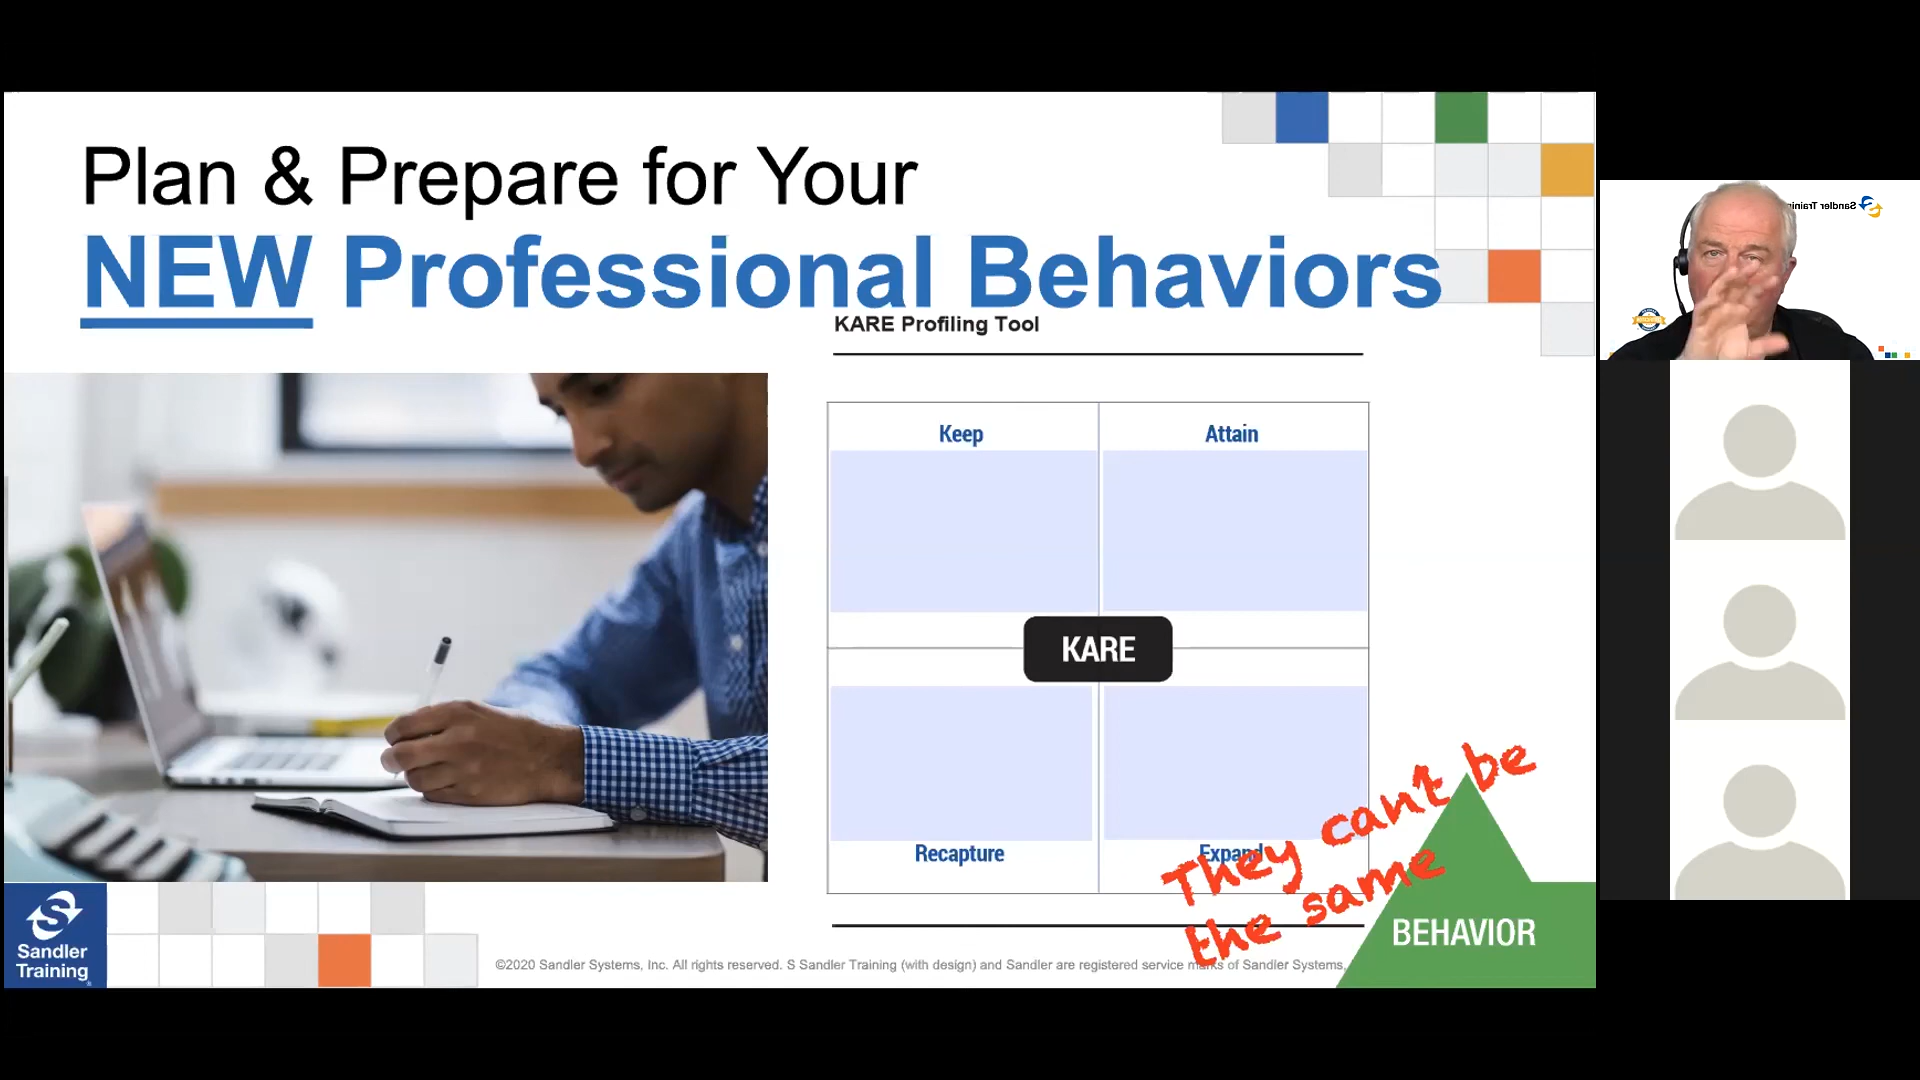 Plan & Prepare for Your
NEW Professional Behaviors
KARE Profiling Tool
Keep
Attain
KARE
Recapture
Expand
They can't be
the same
BEHAVIOR
Sandler
Training
©2020 Sandler Systems, Inc. All rights reserved. S Sandler Training (with design) and Sandler are registered service marks of Sandler Systems,
Sandler Training